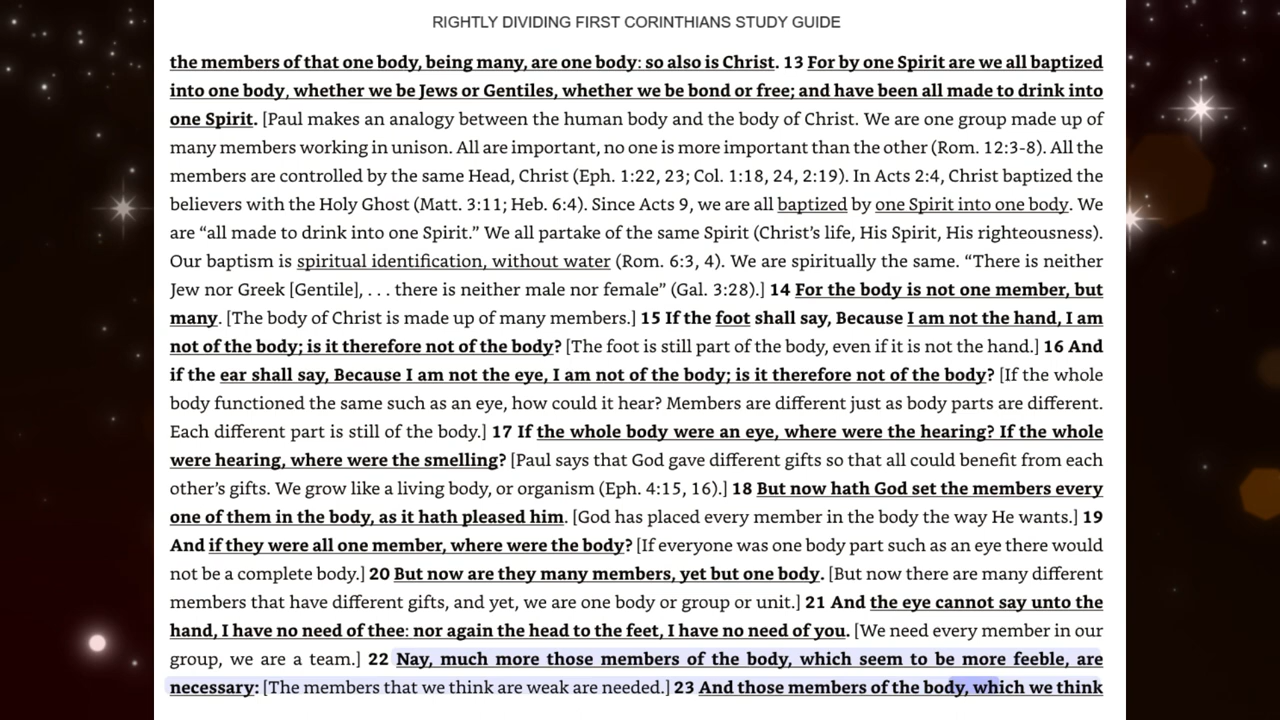 RIGHTLY DIVIDING FIRST CORINTHIANS STUDY GUIDE
the members of that one body, being many, are one body: so also is Christ. 13 For by one Spirit are we all baptized
into one body, whether we be Jews or Gentiles, whether we be bond or free; and have been all made to drink into
one Spirit. [Paul makes an analogy between the human body and the body of Christ. We are one group made up of
many members working in unison. All are important, no one is more important than the other (Rom. 12:3-8). All the
members are controlled by the same Head, Christ (Eph. 1:22, 23; Col. 1:18, 24, 2:19). In Acts 2:4, Christ baptized the
believers with the Holy Ghost (Matt. 3:11; Heb. 6:4). Since Acts 9, we are all baptized by one Spirit into one body. We
are “all made to drink into one Spirit.” We all partake of the same Spirit (Christ’s life, His Spirit, His righteousness).
Our baptism is spiritual identification, without water (Rom. 6:3, 4). We are spiritually the same. “There is neither
Jew nor Greek [Gentile], . . . there is neither male nor female” (Gal. 3:28).] 14 For the body is not one member, but
many. [The body of Christ is made up of many members.] 15 If the foot shall say, Because I am not the hand, I am
not of the body; is it therefore not of the body? [The foot is still part of the body, even if it is not the hand.] 16 And
if the ear shall say, Because I am not the eye, I am not of the body; is it therefore not of the body? [If the whole
body functioned the same such as an eye, how could it hear? Members are different just as body parts are different.
Each different part is still of the body.] 17 If the whole body were an eye, where were the hearing? If the whole
were hearing, where were the smelling? [Paul says that God gave different gifts so that all could benefit from each
other’s gifts. We grow like a living body, or organism (Eph. 4:15, 16).] 18 But now hath God set the members every
one of them in the body, as it hath pleased him. [God has placed every member in the body the way He wants.] 19
And if they were all one member, where were the body? [If everyone was one body part such as an eye there would
not be a complete body.] 20 But now are they many members, yet but one body. [But now there are many different
members that have different gifts, and yet, we are one body or group or unit.] 21 And the eye cannot say unto the
hand, I have no need of thee: nor again the head to the feet, I have no need of you. [We need every member in our
group, we are a team.] 22 Nay, much more those members of the body, which seem to be more feeble, are
necessary: [The members that we think are weak are needed.] 23 And those members of the body, which we think